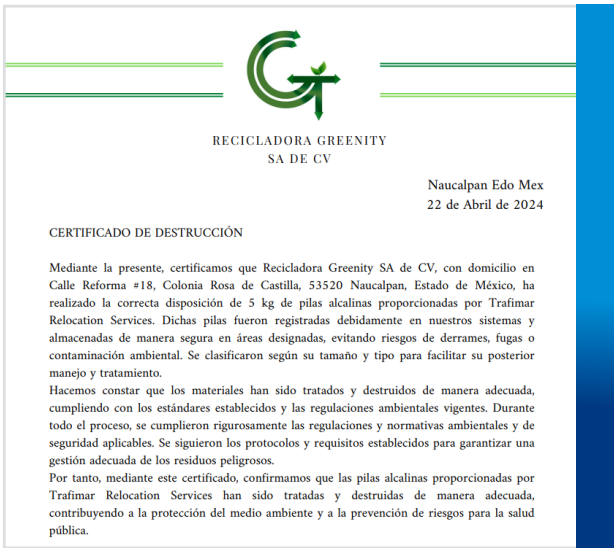 RECICLADORA GREENITY
SA DE CV
Naucalpan Edo Mex
22 de Abril de 2024
CERTIFICADO DE DESTRUCCIÓN
Mediante la presente, certificamos que Recicladora Greenity SA de CV, con domicilio en
Calle Reforma #18, Colonia Rosa de Castilla, 53520 Naucalpan, Estado de México, ha
realizado la correcta disposición de 5 kg de pilas alcalinas proporcionadas por Trafimar
Relocation Services. Dichas pilas fueron registradas debidamente en nuestros sistemas y
almacenadas de manera segura en áreas designadas, evitando riesgos de derrames, fugas o
contaminación ambiental. Se clasificaron según su tamaño y tipo para facilitar su posterior
manejo y tratamiento.
Hacemos constar que los materiales han sido tratados y destruidos de manera adecuada,
cumpliendo con los estándares establecidos y las regulaciones ambientales vigentes. Durante
todo el proceso, se cumplieron rigurosamente las regulaciones y normativas ambientales y de
seguridad aplicables. Se siguieron los protocolos y requisitos establecidos para garantizar una
gestión adecuada de los residuos peligrosos.
Por tanto, mediante este certificado, confirmamos que las pilas alcalinas proporcionadas por
Trafimar Relocation Services han sido tratadas y destruidas de manera adecuada,
contribuyendo a la protección del medio ambiente y a la prevención de riesgos para la salud
pública.